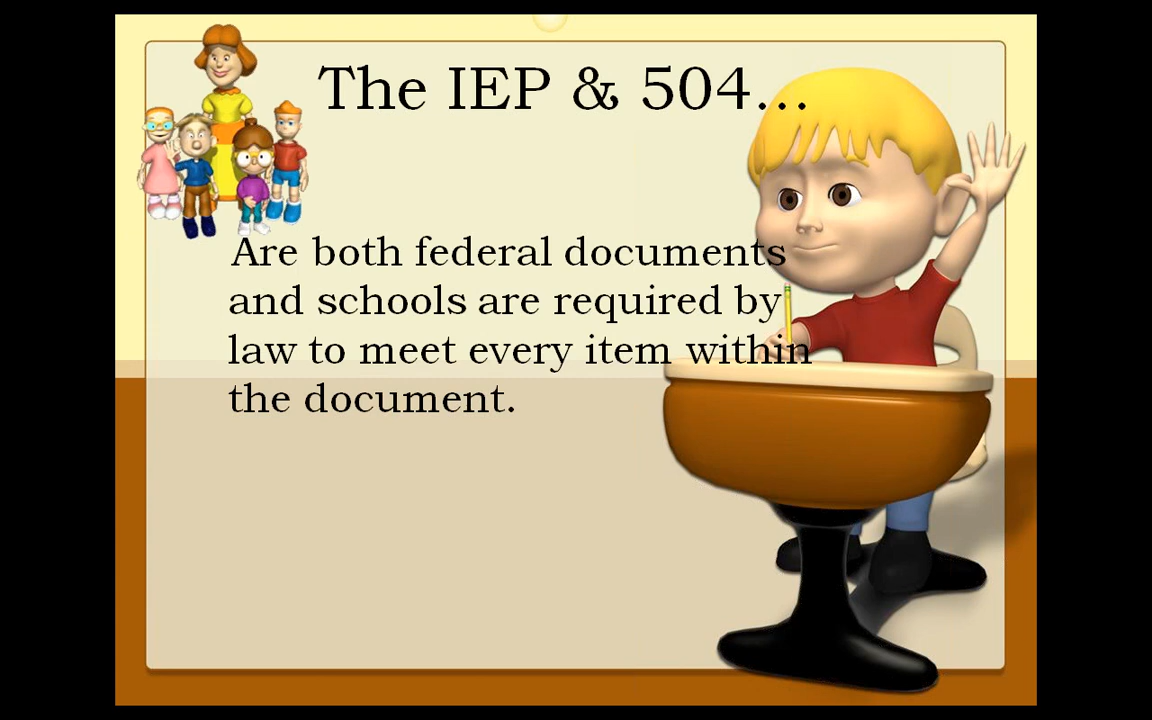 The IEP & 504...
Are both federal documents
and schools are required by
law to meet every item within
the document.